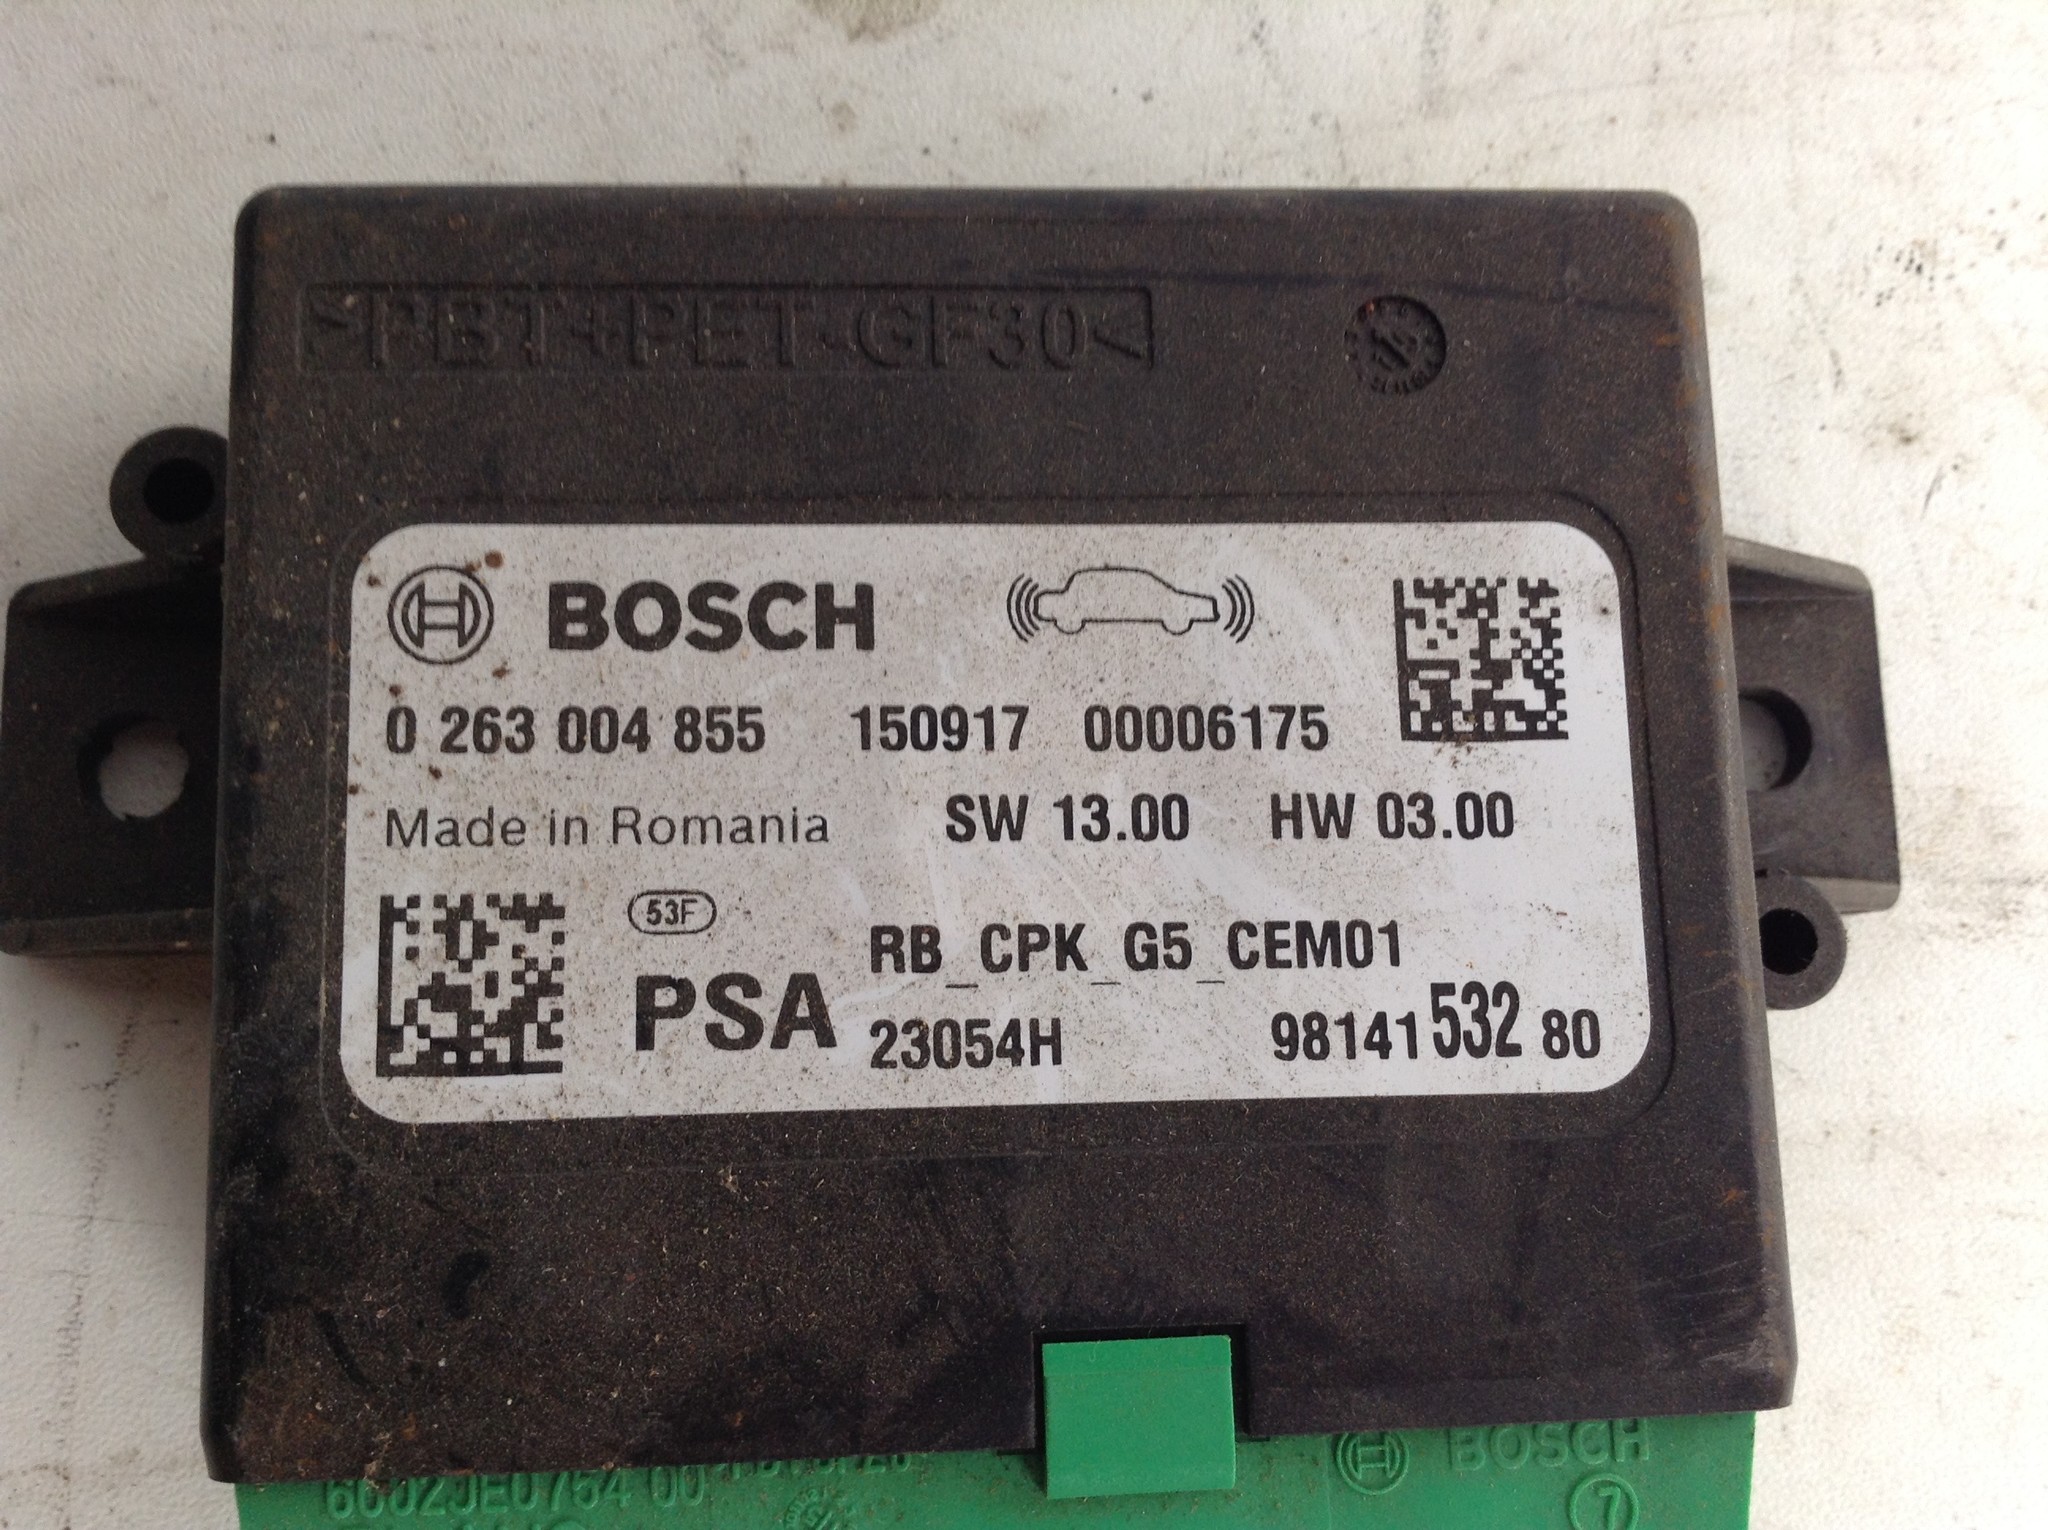 >PBT+PET-GF30<
BOSCH
0 263 004 855 150917 00006175
Made in Romania SW 13.00 HW 03.00
53F
RB_CPK_G5_CEM01
PSA
23054H 98141 532 80
BOSCH
7